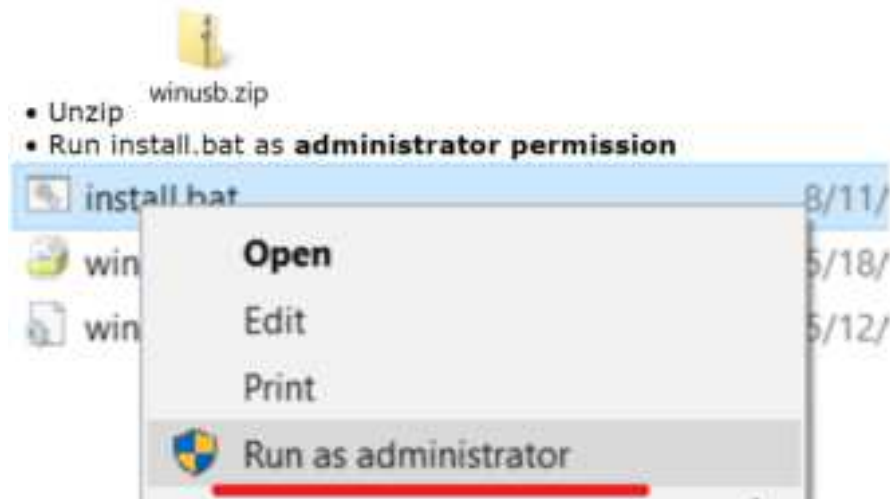 winusb.zip
• Unzip
• Run install.bat as administrator permission
install.bat 8/11/
win 5/18/
win 5/12/
Open
Edit
Print
Run as administrator